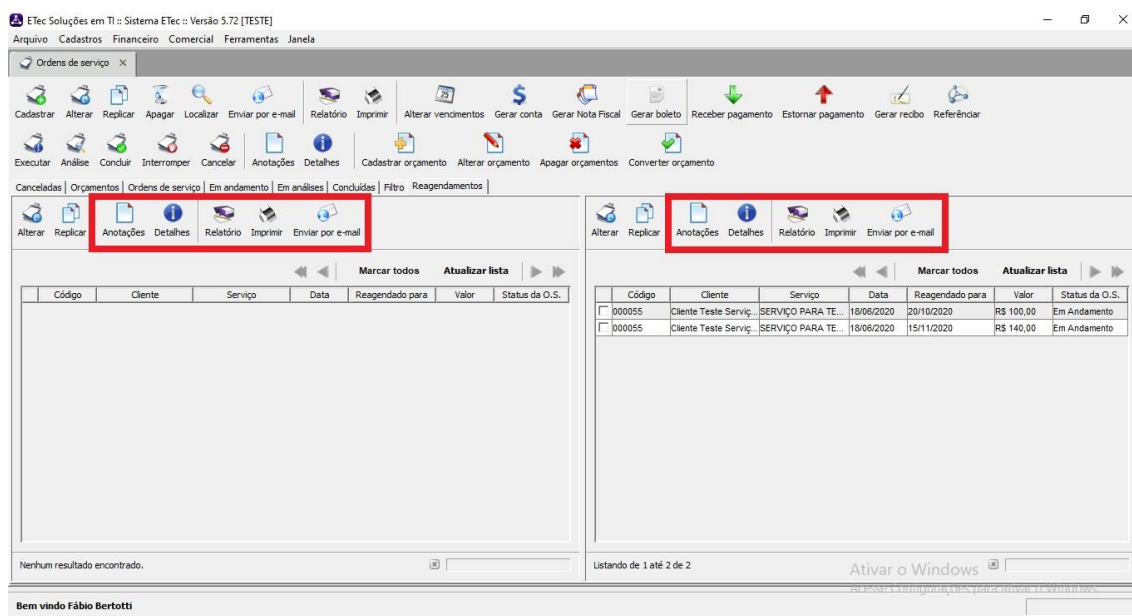 ETec Soluções em TI :: Sistema ETec :: Versão 5.72 [TESTE]
Arquivo Cadastros Financeiro Comercial Ferramentas Janela
Ordens de serviço
Cadastrar Alterar Replicar Apagar Localizar Enviar por e-mail Relatório Imprimir Alterar vencimentos Gerar conta Gerar Nota Fiscal Gerar boleto Receber pagamento Estornar pagamento Gerar recibo Referênciar
Executar Análise Concluir Interromper Cancelar Anotações Detalhes Cadastrar orçamento Alterar orçamento Apagar orçamentos Converter orçamento
Canceladas Orçamentos Ordens de serviço Em andamento Em análises Concluídas Filtro Reagendamentos
Alterar Replicar Anotações Detalhes Relatório Imprimir Enviar por e-mail
Marcar todos Atualizar lista
Código Cliente Serviço Data Reagendado para Valor Status da O.S.
Nenhum resultado encontrado.
Alterar Replicar Anotações Detalhes Relatório Imprimir Enviar por e-mail
Marcar todos Atualizar lista
Código Cliente Serviço Data Reagendado para Valor Status da O.S.
000055 Cliente Teste Serviç... SERVIÇO PARA TE... 18/06/2020 20/10/2020 R$ 100,00 Em Andamento
000055 Cliente Teste Serviç... SERVIÇO PARA TE... 18/06/2020 15/11/2020 R$ 140,00 Em Andamento
Listando de 1 até 2 de 2
Ativar o Windows
Acesse Configurações para ativar o Windows.
Bem vindo Fábio Bertotti